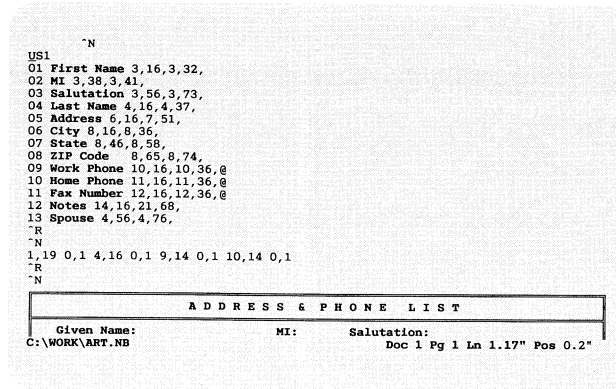 ^N
US1
01 First Name 3,16,3,32,
02 MI 3,38,3,41,
03 Salutation 3,56,3,73,
04 Last Name 4,16,4,37,
05 Address 6,16,7,51,
06 City 8,16,8,36,
07 State 8,46,8,58,
08 ZIP Code 8,65,8,74,
09 Work Phone 10,16,10,36,@
10 Home Phone 11,16,11,36,@
11 Fax Number 12,16,12,36,@
12 Notes 14,16,21,68,
13 Spouse 4,56,4,76,
^R
^N
1,19 0,1 4,16 0,1 9,14 0,1 10,14 0,1
^R
^N
ADDRESS & PHONE LIST
Given Name: MI: Salutation:
C:\WORK\ART.NB Doc 1 Pg 1 Ln 1.17" Pos 0.2"